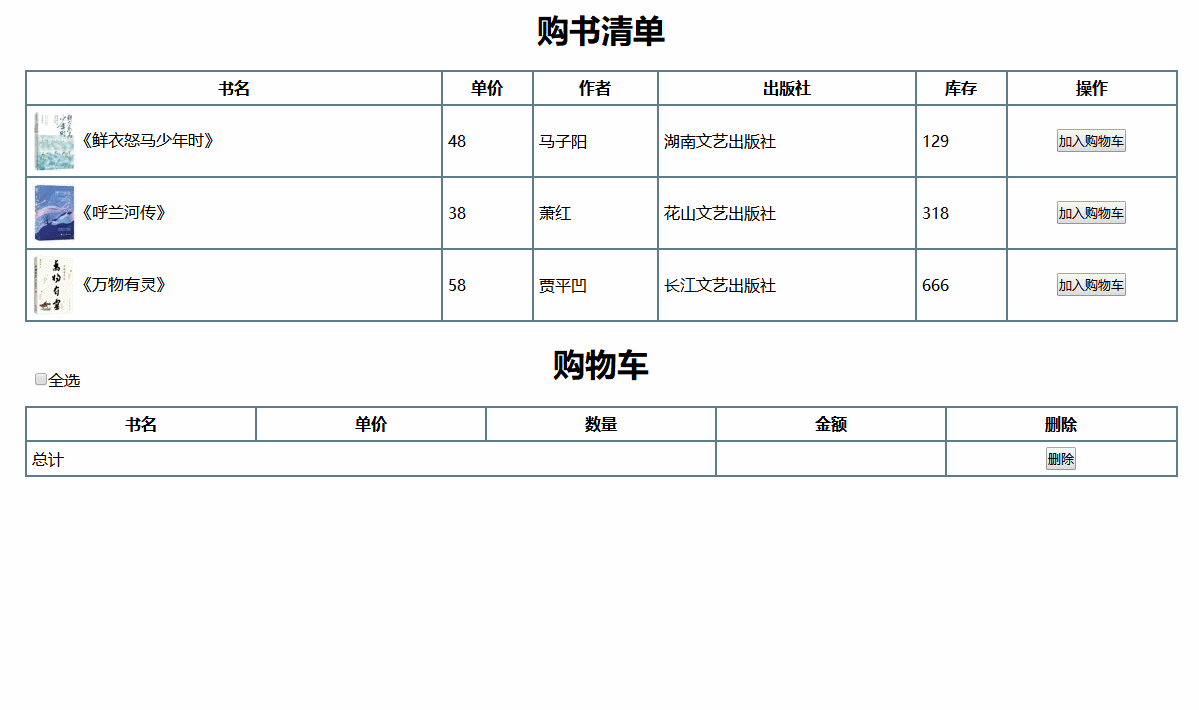 购书清单
书名 单价 作者 出版社 库存 操作
《鲜衣怒马少年时》 48 马子阳 湖南文艺出版社 129 加入购物车
《呼兰河传》 38 萧红 花山文艺出版社 318 加入购物车
《万物有灵》 58 贾平凹 长江文艺出版社 666 加入购物车
购物车
全选
书名 单价 数量 金额 删除
总计 删除